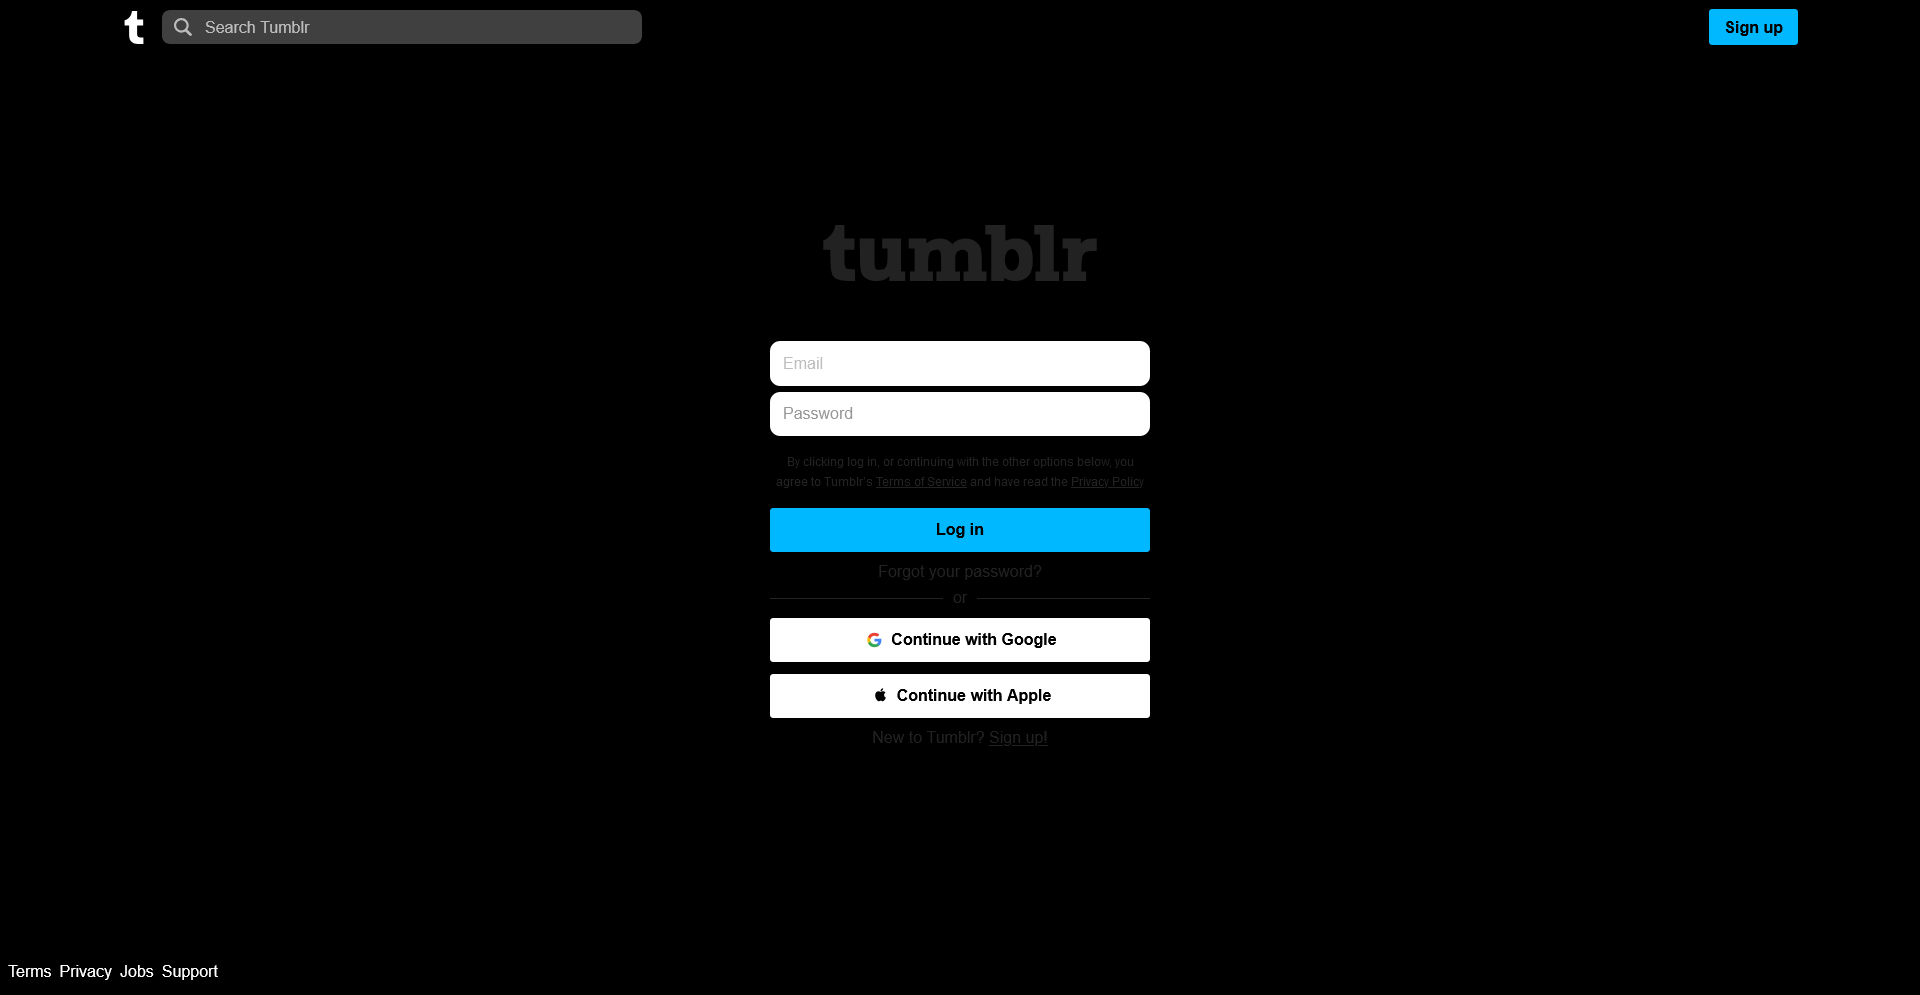 t
Search Tumblr
Sign up
tumblr
Email
Password
By clicking log in, or continuing with the other options below, you
agree to Tumblr's Terms of Service and have read the Privacy Policy
Log in
Forgot your password?
or
Continue with Google
Continue with Apple
New to Tumblr? Sign up!
Terms Privacy Jobs Support